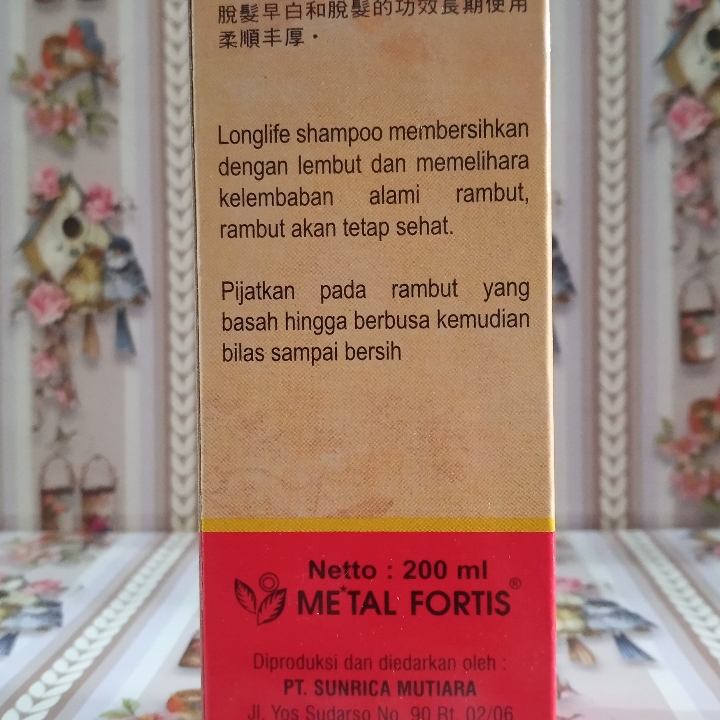 脫髮早白和脫髮的功效長期使用
柔順丰厚·
Longlife shampoo membersihkan
dengan lembut dan memelihara
kelembaban alami rambut,
rambut akan tetap sehat.
Pijatkan pada rambut yang
basah hingga berbusa kemudian
bilas sampai bersih
Netto : 200 ml
METAL FORTIS®
Diproduksi dan diedarkan oleh :
PT. SUNRICA MUTIARA
Jl. Yos Sudarso No. 90 Rt. 02/06